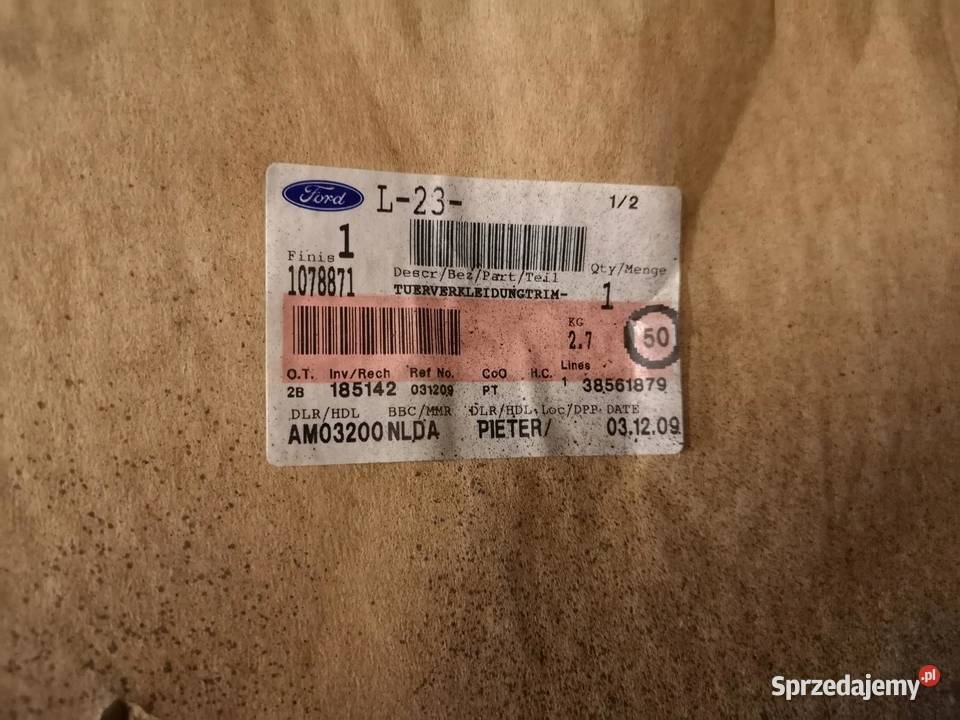 Ford L-23- 1/2
Finis 1
1078871 Descr/Bez/Part/Teil Qty/Menge
TUERVERKLEIDUNGTRIM- 1
KG
2.7 50
O.T. Inv/Rech Ref No. CoO H.C. Lines
2B 185142 031209 PT 1 38561879
DLR/HDL BBC/MMR DLR/HDL.Loc/DPP. DATE
AM03200 NLDA PIETER/ 03.12.09
Sprzedajemy.pl